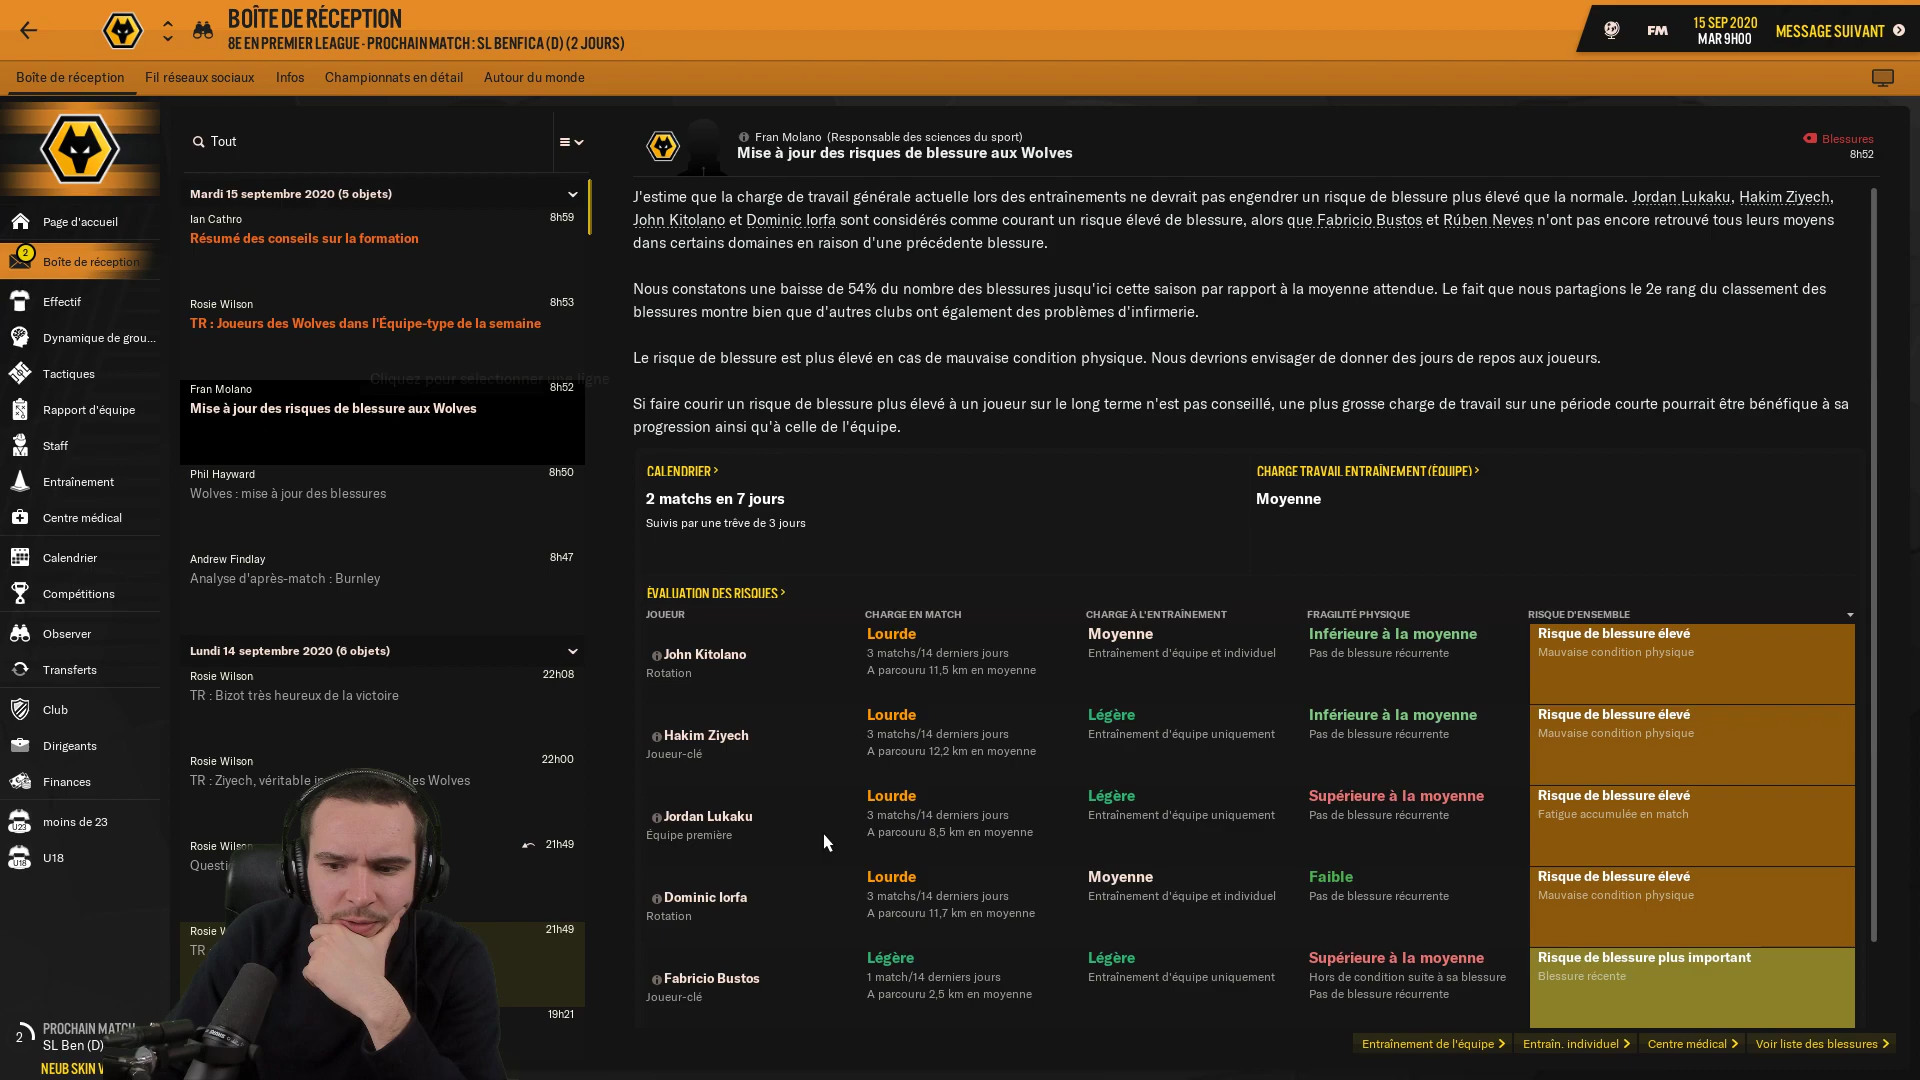 BOÎTE DE RÉCEPTION
8E EN PREMIER LEAGUE - PROCHAIN MATCH : SL BENFICA (D) (2 JOURS)
FM
15 SEP 2020
MAR 9H00
MESSAGE SUIVANT
Boîte de réception
Fil réseaux sociaux
Infos
Championnats en détail
Autour du monde
Page d'accueil
2
Boîte de réception
Effectif
Dynamique de grou...
Tactiques
Rapport d'équipe
Staff
Entraînement
Centre médical
Calendrier
Compétitions
Observer
Transferts
Club
Dirigeants
Finances
U23
moins de 23
U18
U18
2
PROCHAIN MATCH
SL Ben (D)
NEUB SKIN
Tout
Mardi 15 septembre 2020 (5 objets)
Ian Cathro 8h59
Résumé des conseils sur la formation
Rosie Wilson 8h53
TR : Joueurs des Wolves dans l'Équipe-type de la semaine
Cliquez pour sélectionner une ligne
Fran Molano 8h52
Mise à jour des risques de blessure aux Wolves
Phil Hayward 8h50
Wolves : mise à jour des blessures
Andrew Findlay 8h47
Analyse d'après-match : Burnley
Lundi 14 septembre 2020 (6 objets)
Rosie Wilson 22h08
TR : Bizot très heureux de la victoire
Rosie Wilson 22h00
TR : Ziyech, véritable les Wolves
Rosie Wilson 21h49
Questi
Rosie 21h49
TR
19h21
Fran Molano (Responsable des sciences du sport)
Mise à jour des risques de blessure aux Wolves
Blessures
8h52
J'estime que la charge de travail générale actuelle lors des entraînements ne devrait pas engendrer un risque de blessure plus élevé que la normale. Jordan Lukaku, Hakim Ziyech,
John Kitolano et Dominic Iorfa sont considérés comme courant un risque élevé de blessure, alors que Fabricio Bustos et Rúben Neves n'ont pas encore retrouvé tous leurs moyens
dans certains domaines en raison d'une précédente blessure.
Nous constatons une baisse de 54% du nombre des blessures jusqu'ici cette saison par rapport à la moyenne attendue. Le fait que nous partagions le 2e rang du classement des
blessures montre bien que d'autres clubs ont également des problèmes d'infirmerie.
Le risque de blessure est plus élevé en cas de mauvaise condition physique. Nous devrions envisager de donner des jours de repos aux joueurs.
Si faire courir un risque de blessure plus élevé à un joueur sur le long terme n'est pas conseillé, une plus grosse charge de travail sur une période courte pourrait être bénéfique à sa
progression ainsi qu'à celle de l'équipe.
CALENDRIER >
2 matchs en 7 jours
Suivis par une trêve de 3 jours
CHARGE TRAVAIL ENTRAÎNEMENT (ÉQUIPE) >
Moyenne
ÉVALUATION DES RISQUES >
JOUEUR CHARGE EN MATCH CHARGE À L'ENTRAÎNEMENT FRAGILITÉ PHYSIQUE RISQUE D'ENSEMBLE
Lourde Moyenne Inférieure à la moyenne Risque de blessure élevé
John Kitolano 3 matchs/14 derniers jours Entraînement d'équipe et individuel Pas de blessure récurrente Mauvaise condition physique
Rotation A parcouru 11,5 km en moyenne
Lourde Légère Inférieure à la moyenne Risque de blessure élevé
Hakim Ziyech 3 matchs/14 derniers jours Entraînement d'équipe uniquement Pas de blessure récurrente Mauvaise condition physique
Joueur-clé A parcouru 12,2 km en moyenne
Lourde Légère Supérieure à la moyenne Risque de blessure élevé
Jordan Lukaku 3 matchs/14 derniers jours Entraînement d'équipe uniquement Pas de blessure récurrente Fatigue accumulée en match
Équipe première A parcouru 8,5 km en moyenne
Lourde Moyenne Faible Risque de blessure élevé
Dominic Iorfa 3 matchs/14 derniers jours Entraînement d'équipe et individuel Pas de blessure récurrente Mauvaise condition physique
Rotation A parcouru 11,7 km en moyenne
Légère Légère Supérieure à la moyenne Risque de blessure plus important
Fabricio Bustos 1 match/14 derniers jours Entraînement d'équipe uniquement Hors de condition suite à sa blessure Blessure récente
Joueur-clé A parcouru 2,5 km en moyenne Pas de blessure récurrente
Entraînement de l'équipe > Entraîn. individuel > Centre médical > Voir liste des blessures >